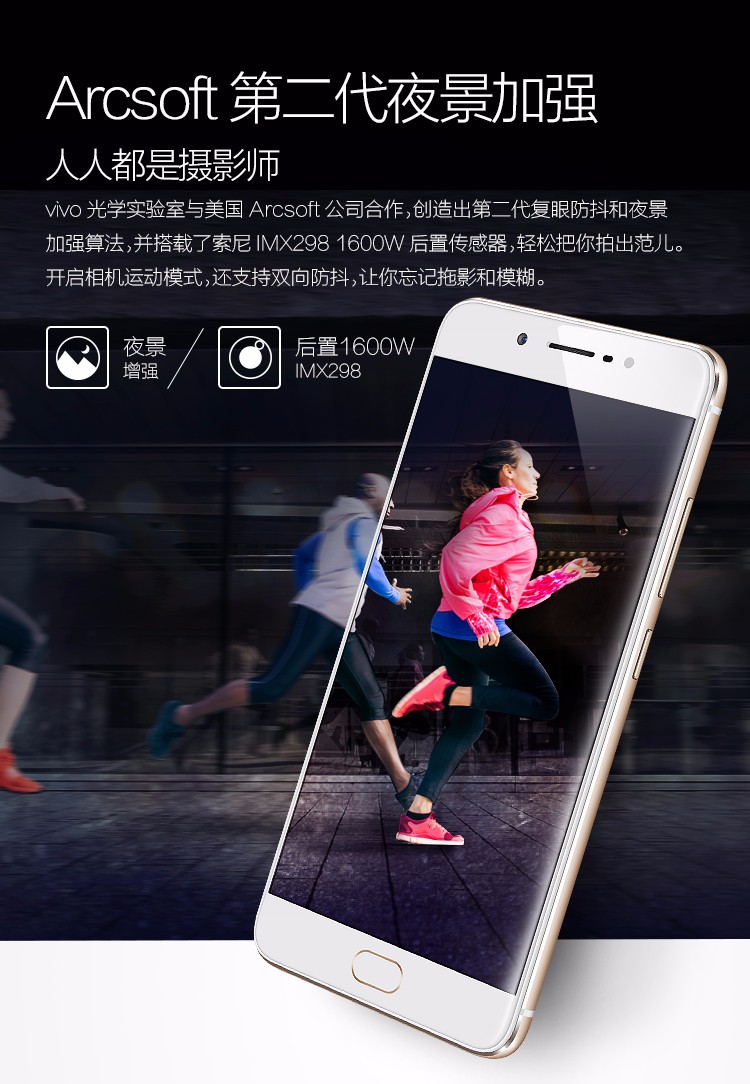 Arcsoft 第二代夜景加强
人人都是摄影师
vivo 光学实验室与美国 Arcsoft 公司合作,创造出第二代复眼防抖和夜景
加强算法,并搭载了索尼 IMX298 1600W 后置传感器,轻松把你拍出范儿。
开启相机运动模式,还支持双向防抖,让你忘记拖影和模糊。
夜景
增强
后置1600W
IMX298